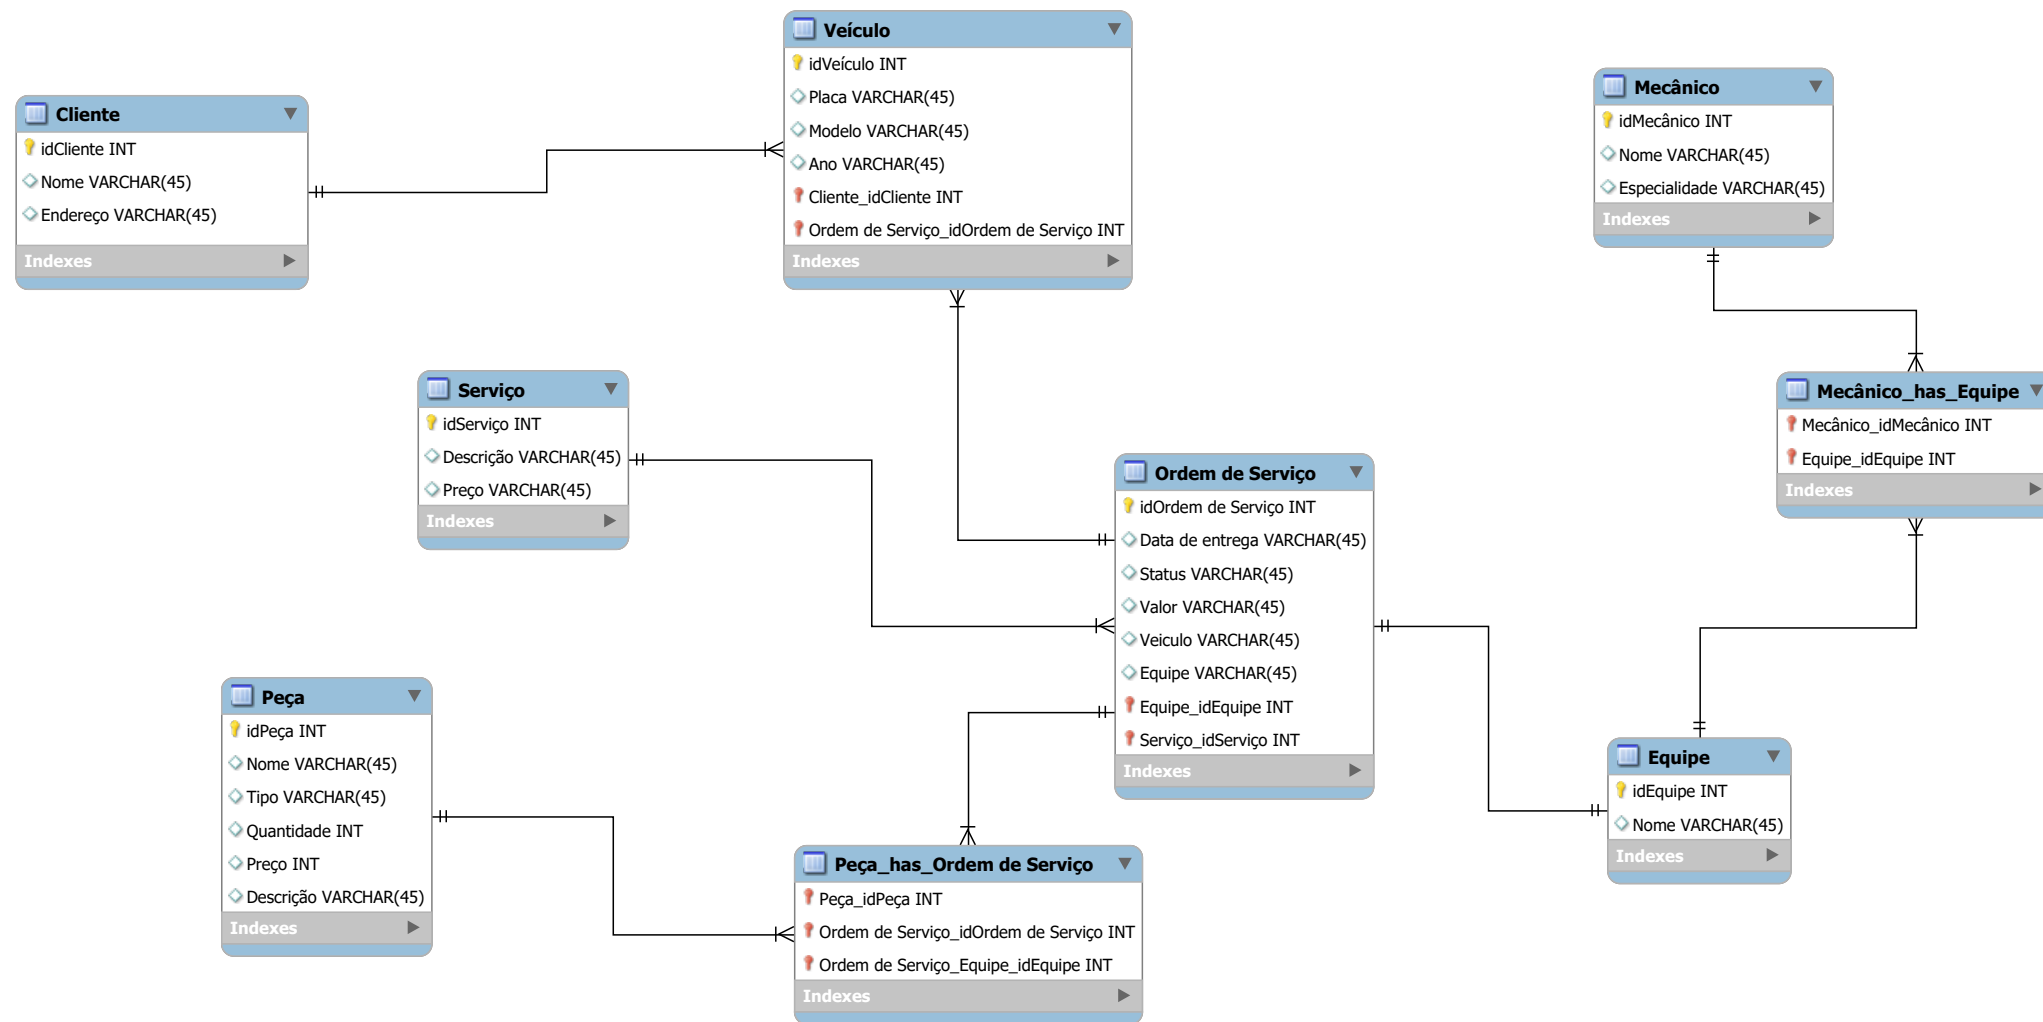 Veículo
idVeículo INT
Placa VARCHAR(45)
Modelo VARCHAR(45)
Ano VARCHAR(45)
Cliente_idCliente INT
Ordem de Serviço_idOrdem de Serviço INT
Indexes
Cliente
idCliente INT
Nome VARCHAR(45)
Endereço VARCHAR(45)
Indexes
Mecânico
idMecânico INT
Nome VARCHAR(45)
Especialidade VARCHAR(45)
Indexes
Serviço
idServiço INT
Descrição VARCHAR(45)
Preço VARCHAR(45)
Indexes
Mecânico_has_Equipe
Mecânico_idMecânico INT
Equipe_idEquipe INT
Indexes
Ordem de Serviço
idOrdem de Serviço INT
Data de entrega VARCHAR(45)
Status VARCHAR(45)
Valor VARCHAR(45)
Veiculo VARCHAR(45)
Equipe VARCHAR(45)
Equipe_idEquipe INT
Serviço_idServiço INT
Indexes
Peça
idPeça INT
Nome VARCHAR(45)
Tipo VARCHAR(45)
Quantidade INT
Preço INT
Descrição VARCHAR(45)
Indexes
Equipe
idEquipe INT
Nome VARCHAR(45)
Indexes
Peça_has_Ordem de Serviço
Peça_idPeça INT
Ordem de Serviço_idOrdem de Serviço INT
Ordem de Serviço_Equipe_idEquipe INT
Indexes